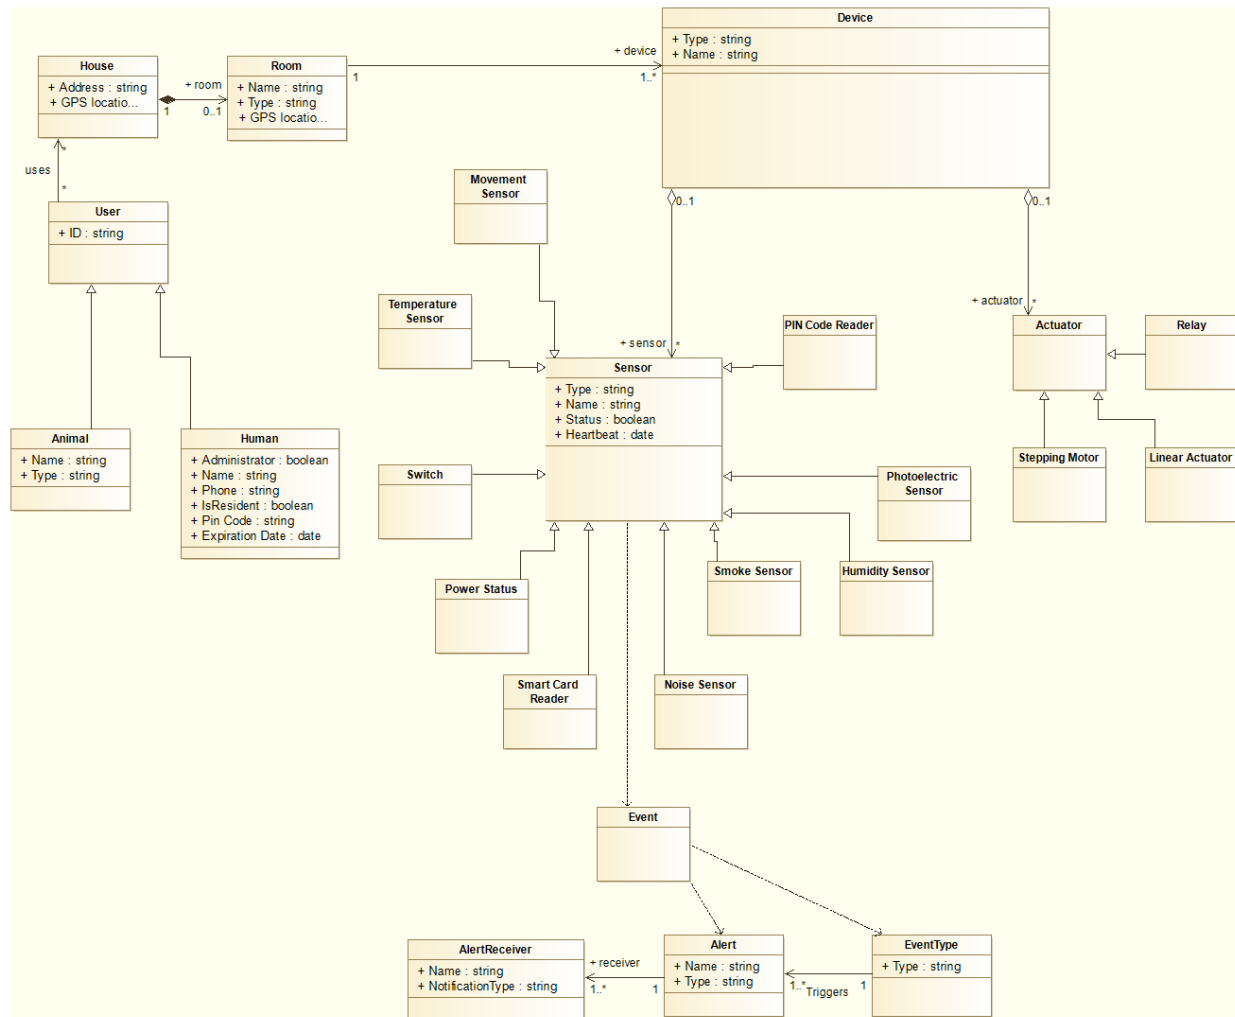 Device
+ Type : string
+ Name : string
House
+ Address : string
+ GPS locatio...
+ room
1
0..1
Room
+ Name : string
+ Type : string
+ GPS locatio...
1
+ device
1..*
uses
*
*
User
+ ID : string
Movement
Sensor
0..1
0..1
Temperature
Sensor
+ sensor
*
+ actuator
*
PIN Code Reader
Actuator
Relay
Sensor
+ Type : string
+ Name : string
+ Status : boolean
+ Heartbeat : date
Animal
+ Name : string
+ Type : string
Human
+ Administrator : boolean
+ Name : string
+ Phone : string
+ IsResident : boolean
+ Pin Code : string
+ Expiration Date : date
Switch
Photoelectric
Sensor
Stepping Motor
Linear Actuator
Power Status
Smoke Sensor
Humidity Sensor
Smart Card
Reader
Noise Sensor
Event
AlertReceiver
+ Name : string
+ NotificationType : string
+ receiver
1..*
1
Alert
+ Name : string
+ Type : string
1..*
Triggers
1
EventType
+ Type : string